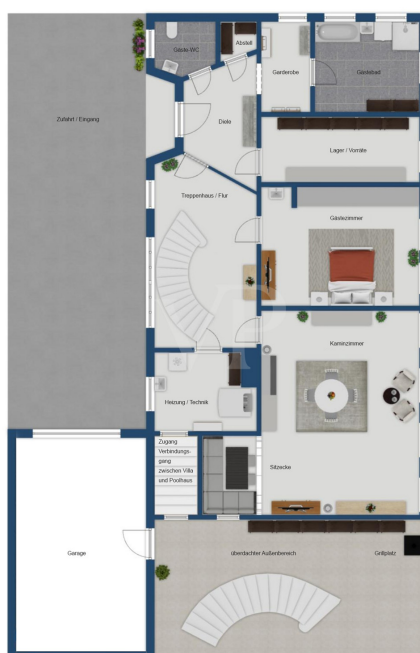 Gäste-WC
Abstell
Garderobe
Gästebad
Zufahrt / Eingang
Diele
Lager / Vorräte
Treppenhaus / Flur
Gästezimmer
VP
Kaminzimmer
Heizung / Technik
Zugang
Verbindungs-
gang
zwischen Villa
und Poolhaus
Sitzecke
Garage
überdachter Außenbereich
Grillplatz